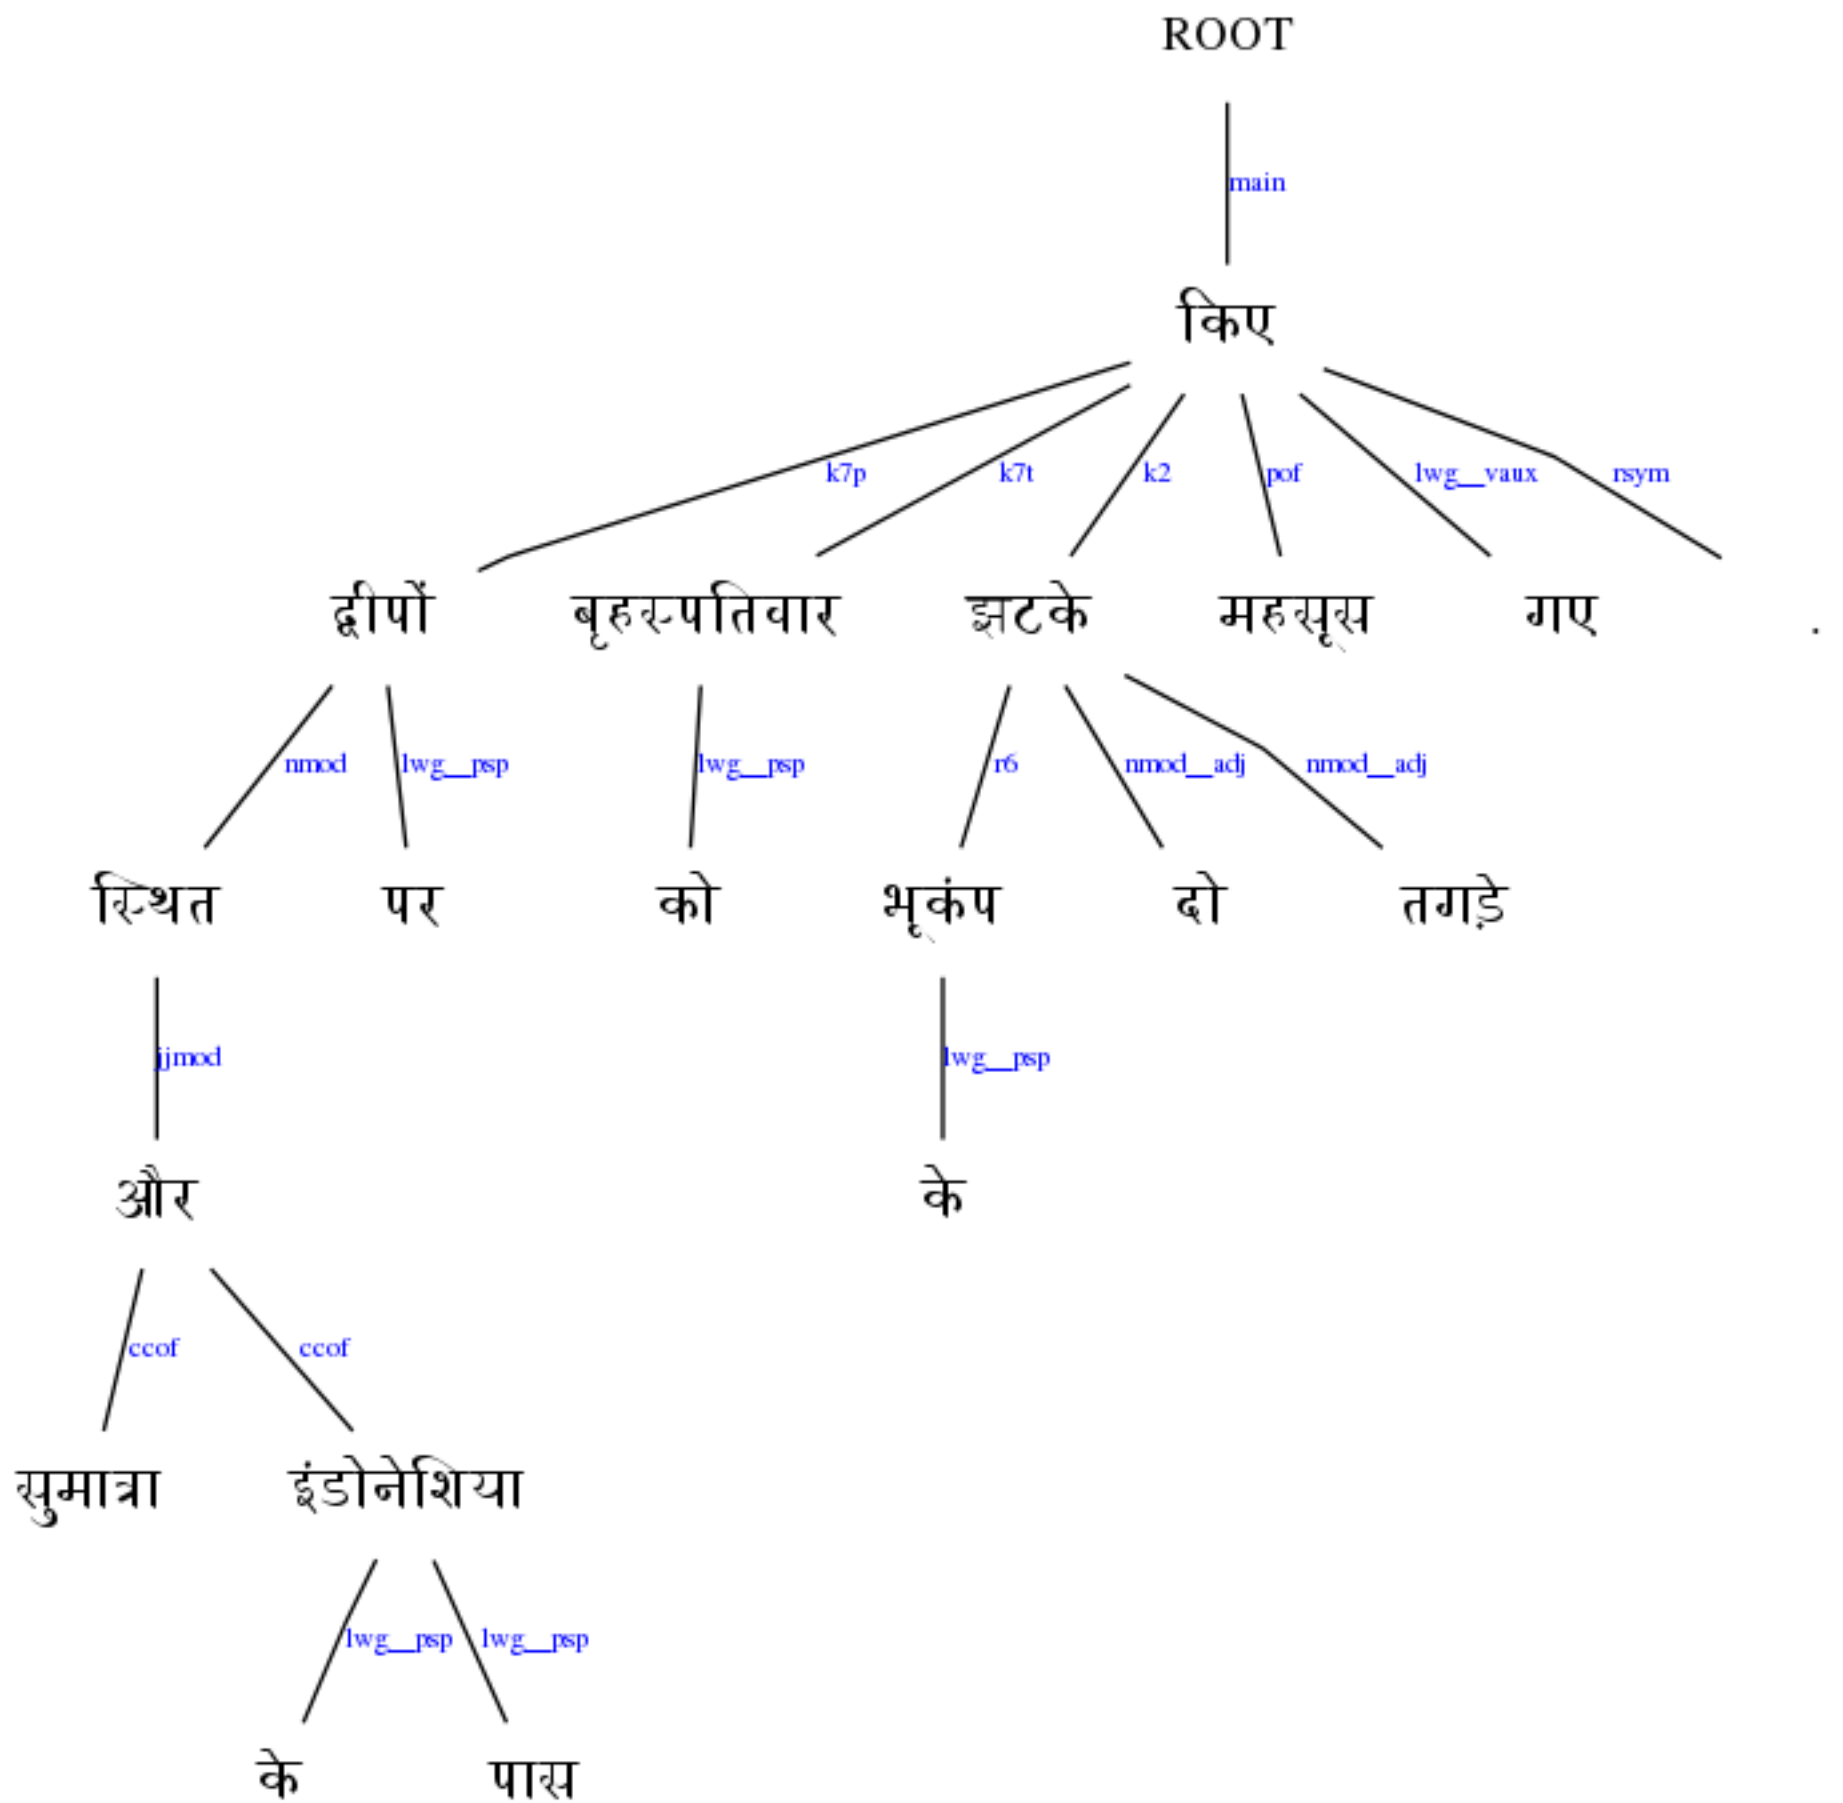 ROOT
main
किए
k7p k7t k2 pof lwg__vaux rsym
द्वीपों बृहस्पतिवार झटके महसूस गए .
nmod lwg__psp lwg__psp r6 nmod__adj nmod__adj
स्थित पर को भूकंप दो तगड़े
jjmod lwg__psp
और के
ccof ccof
सुमात्रा इंडोनेशिया
lwg__psp lwg__psp
के पास